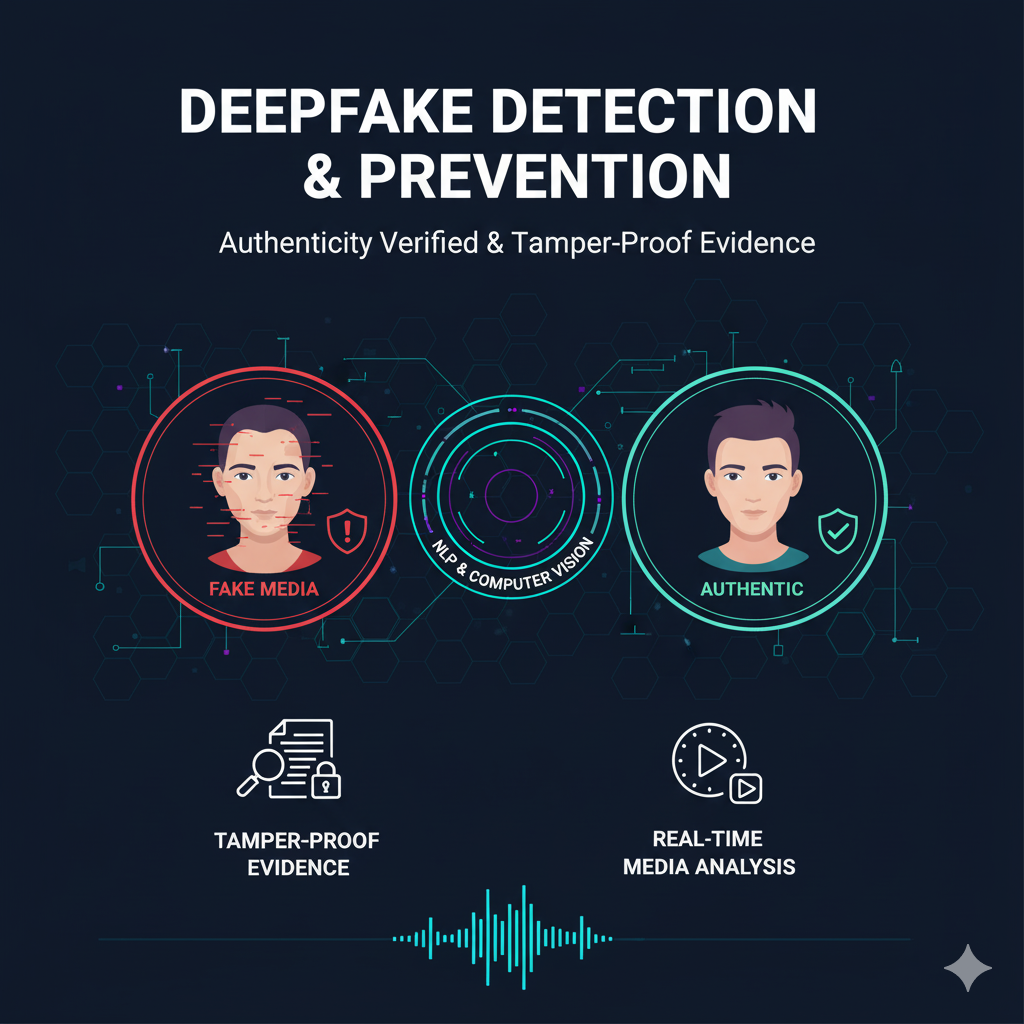 DEEPFAKE DETECTION
& PREVENTION
Authenticity Verified & Tamper-Proof Evidence
FAKE MEDIA
NLP & COMPUTER VISION
AUTHENTIC
TAMPER-PROOF
EVIDENCE
REAL-TIME
MEDIA ANALYSIS